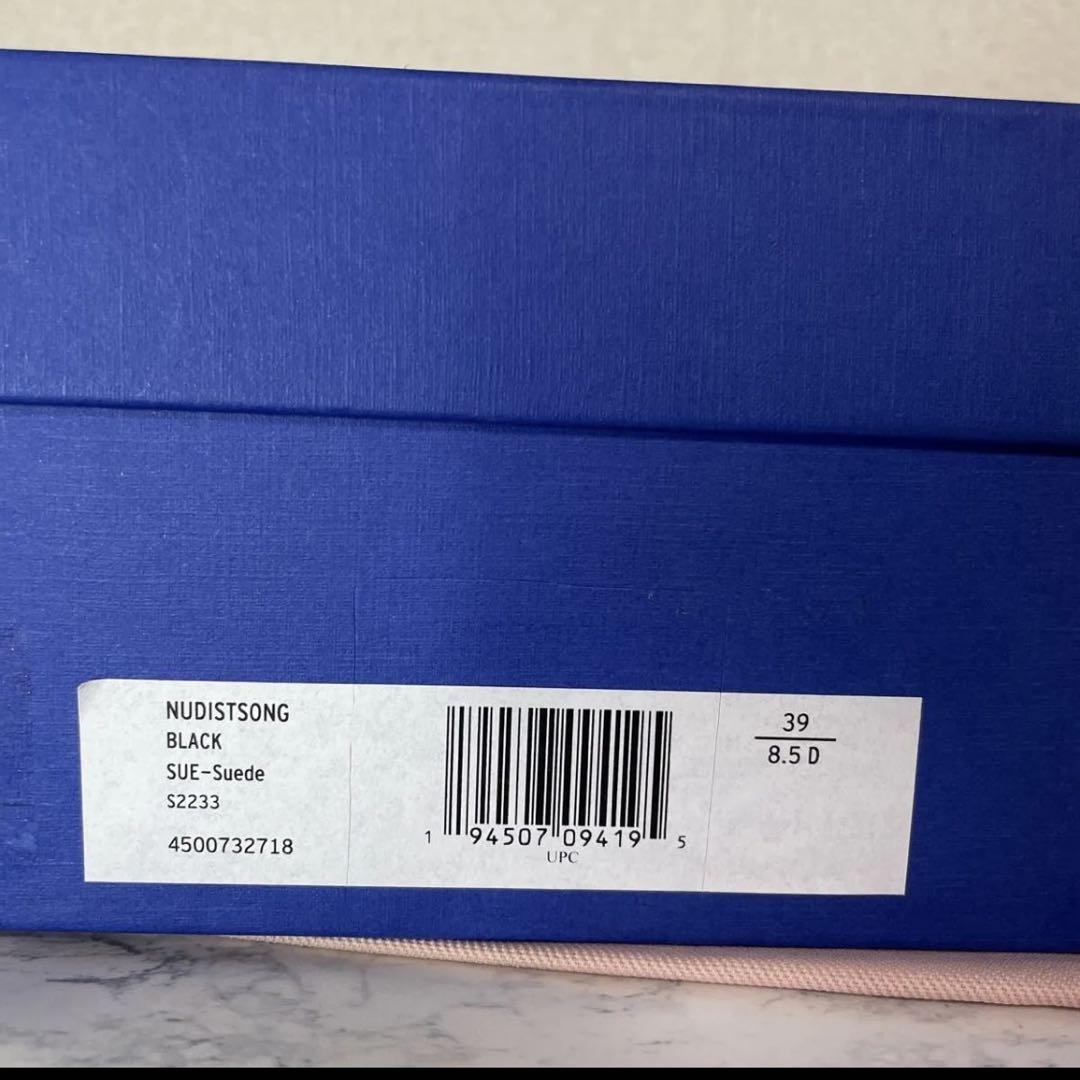 NUDISTSONG
BLACK
SUE-Suede
S2233
4500732718
1 94507 09419 5
UPC
39
8.5 D